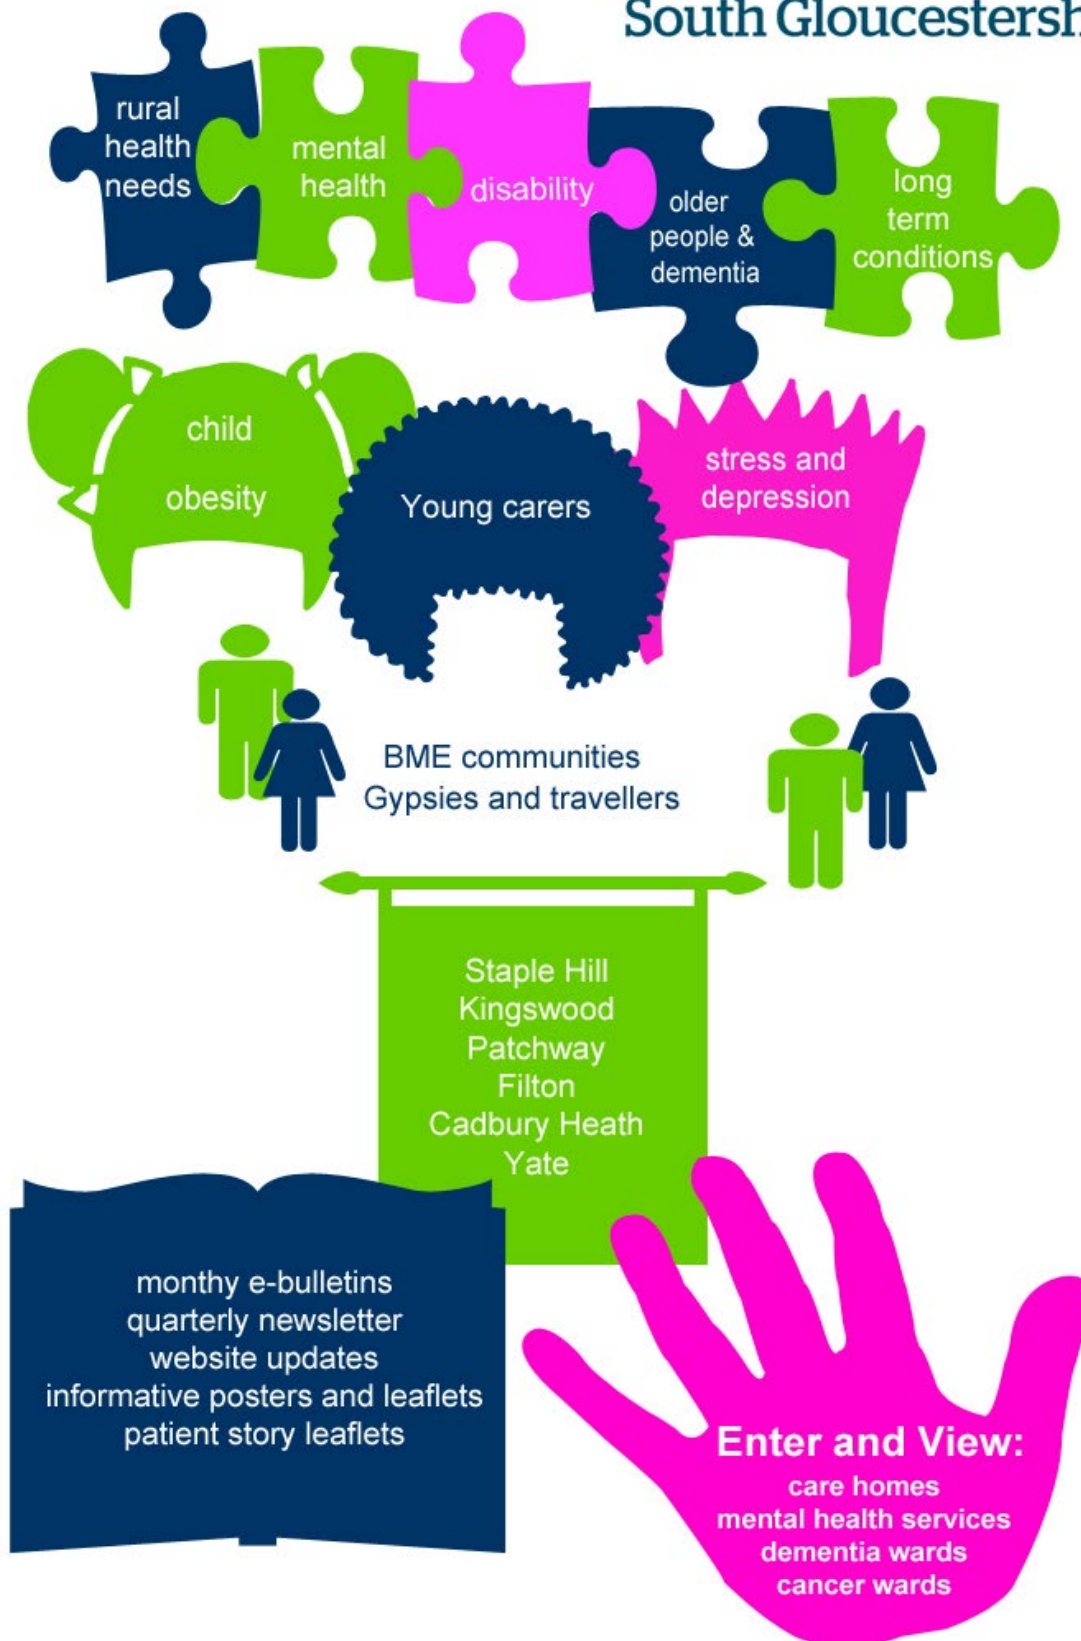 South Gloucestersh
rural
health
needs
mental
health
disability
older
people &
dementia
long
term
conditions
child
obesity
Young carers
stress and
depression
BME communities
Gypsies and travellers
Staple Hill
Kingswood
Patchway
Filton
Cadbury Heath
Yate
monthy e-bulletins
quarterly newsletter
website updates
informative posters and leaflets
patient story leaflets
Enter and View:
care homes
mental health services
dementia wards
cancer wards